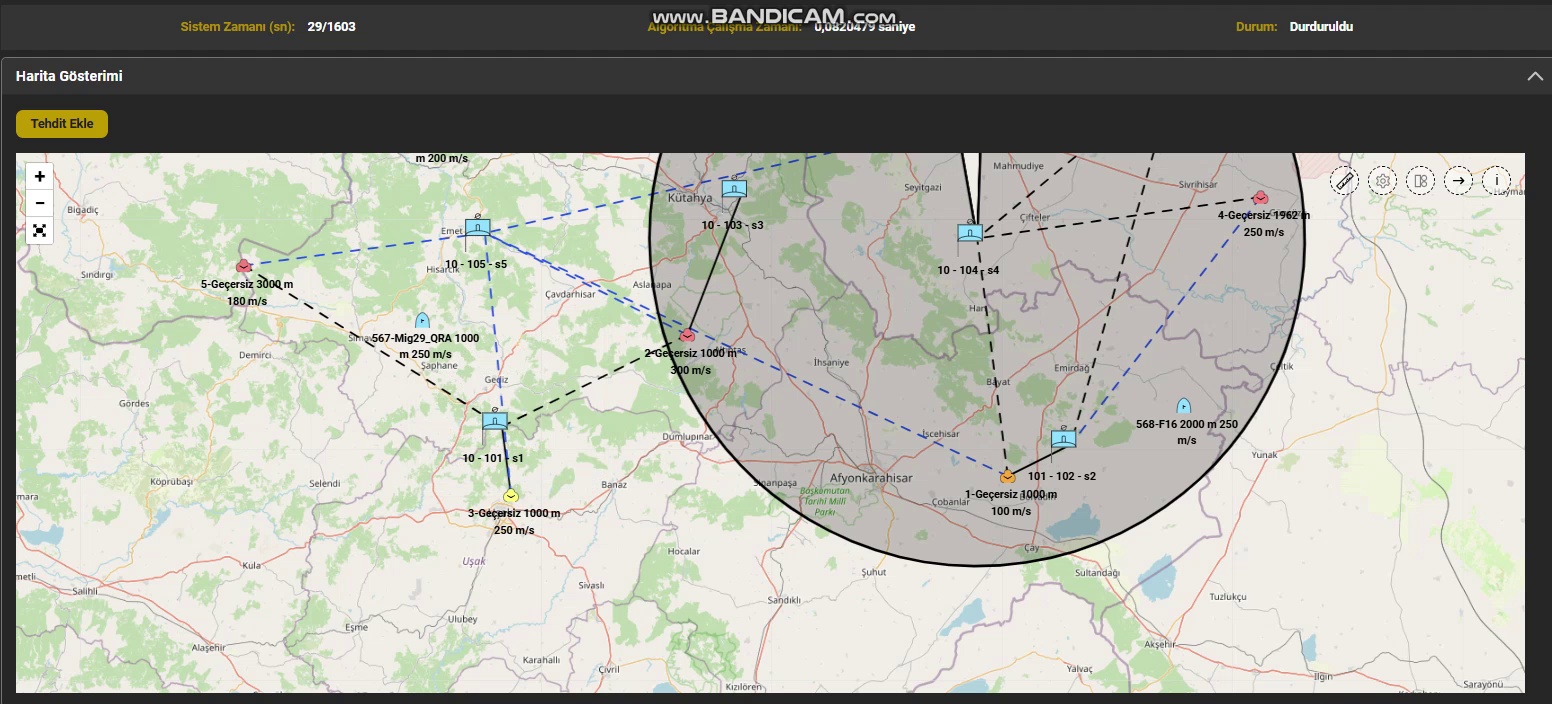 www.BANDICAM.com
Sistem Zamanı (sn): 29/1603
Algoritma Çalışma Zamanı: 0,0820479 saniye
Durum: Durduruldu
Harita Gösterimi
Tehdit Ekle
+
−
m 200 m/s
Mahmudiye
Sivrihisar
Seyitgazi
Bigadiç
Kütahya
4-Geçersiz 1962 m
250 m/s
Çifteler
10 - 103 - s3
Emet
10 - 105 - s5
Hisarcık
Sındırgı
10 - 104 - s4
5-Geçersiz 3000 m
180 m/s
Aslanapa
Çavdarhisar
Han
567-Mig29_QRA 1000
m 250 m/s
Simav
Şaphane
Demirci
2-Geçersiz 1000 m
300 m/s
İhsaniye
Emirdağ
Çeltik
Bayat
Gediz
Gördes
568-F16 2000 m 250
m/s
İscehisar
Dumlupınar
Yunak
10 - 101 - s1
Afyonkarahisar
101 - 102 - s2
Köprübaşı
Selendi
Banaz
Sinanpaşa
Başkomutan
Tarihi Milli
Parkı
1-Geçersiz 1000 m
100 m/s
Çobanlar
3-Geçersiz 1000 m
250 m/s
Hocalar
Çay
Uşak
Kula
Şuhut
Sultandağı
Salihli
Sivaslı
Sandıklı
Tuzlukçu
Eşme
Ulubey
Alaşehir
Akşehir
Karahallı
Çivril
Yalvaç
Ilgın
Kızılören
Sarayönü